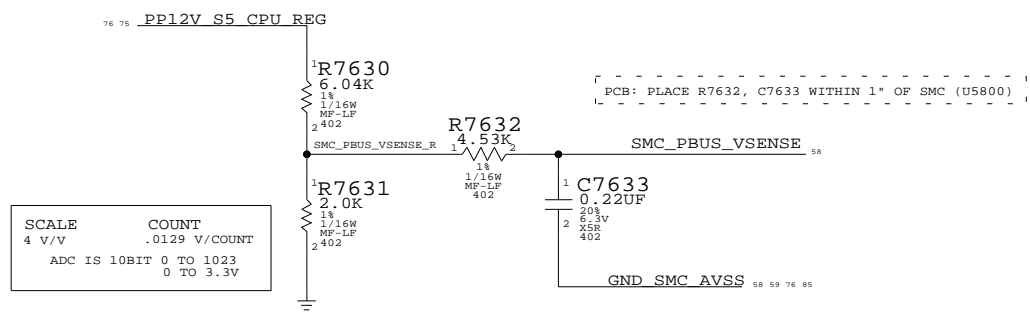 76 75 PP12V_S5_CPU_REG
1 R7630
6.04K
1%
1/16W
MF-LF
2 402
PCB: PLACE R7632, C7633 WITHIN 1" OF SMC (U5800)
R7632
SMC_PBUS_VSENSE_R 1 4.53K 2
1%
1/16W
MF-LF
402
SMC_PBUS_VSENSE 58
1 R7631
2.0K
1%
1/16W
MF-LF
2 402
1 C7633
0.22UF
20%
2 6.3V
X5R
402
SCALE COUNT
4 V/V .0129 V/COUNT
ADC IS 10BIT 0 TO 1023
0 TO 3.3V
GND_SMC_AVSS 58 59 76 85